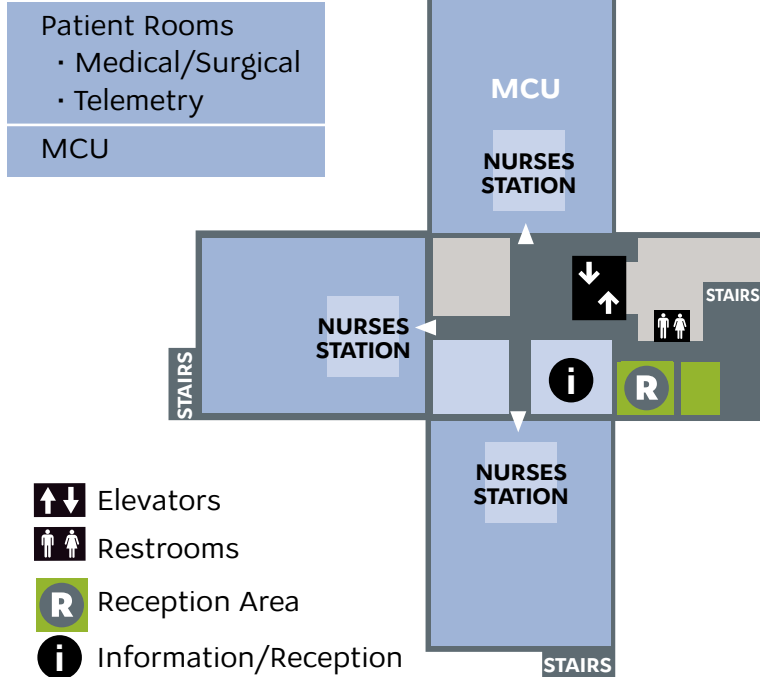 Patient Rooms
· Medical/Surgical
· Telemetry
MCU
MCU
NURSES
STATION
STAIRS
NURSES
STATION
STAIRS
i
R
NURSES
STATION
Elevators
Restrooms
R Reception Area
i Information/Reception
STAIRS